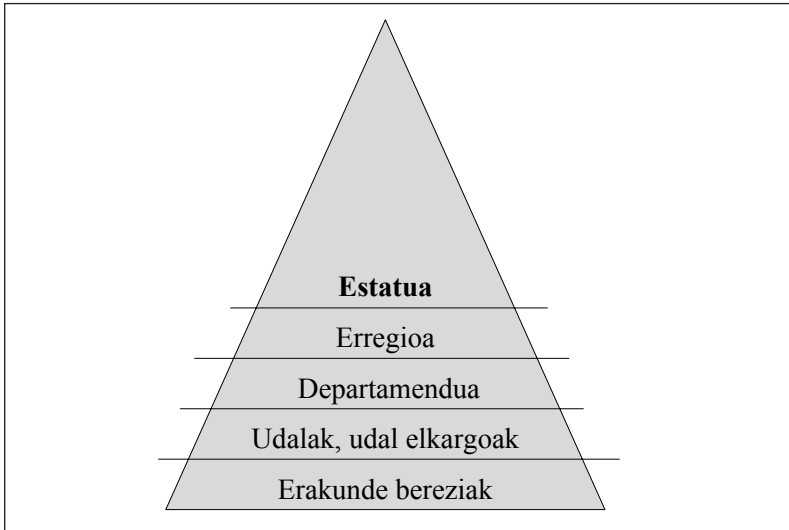 Estatua
Erregioa
Departamendua
Udalak, udal elkargoak
Erakunde bereziak